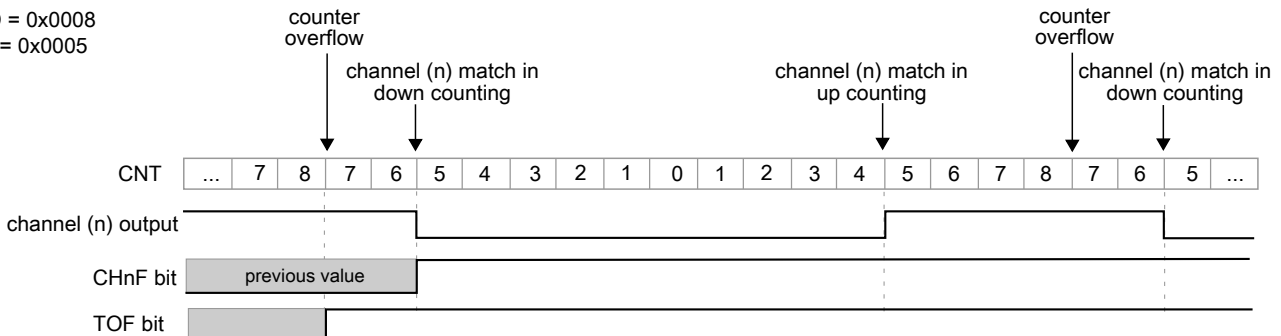 = 0x0008
= 0x0005
counter
overflow
channel (n) match in
down counting
channel (n) match in
up counting
counter
overflow
channel (n) match in
down counting
CNT ... 7 8 7 6 5 4 3 2 1 0 1 2 3 4 5 6 7 8 7 6 5 ...
channel (n) output
CHnF bit previous value
TOF bit